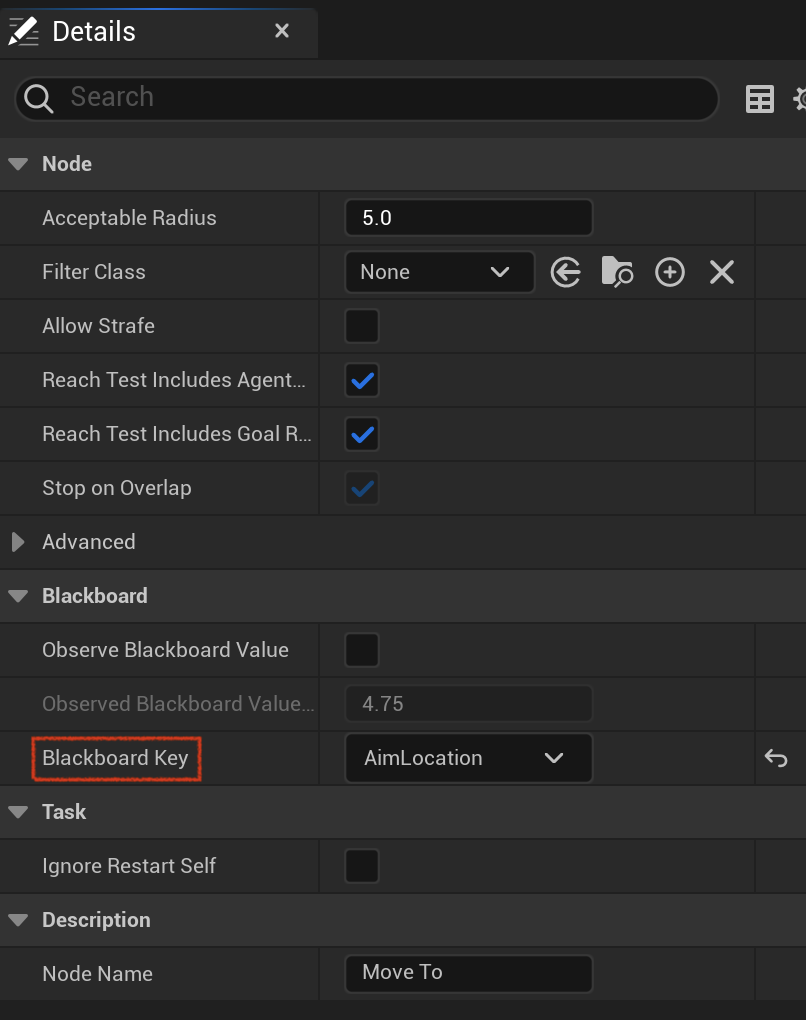 Details
Search
Node
Acceptable Radius 5.0
Filter Class None
Allow Strafe
Reach Test Includes Agent...
Reach Test Includes Goal R...
Stop on Overlap
Advanced
Blackboard
Observe Blackboard Value
Observed Blackboard Value... 4.75
Blackboard Key AimLocation
Task
Ignore Restart Self
Description
Node Name Move To